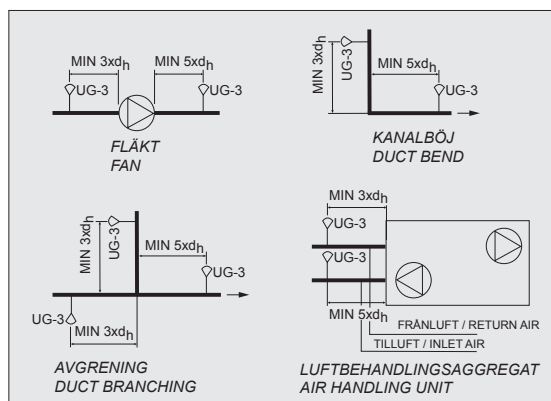 MIN 3xdh
MIN 5xdh
UG-3
UG-3
FLÄKT
FAN
MIN 3xdh
UG-3
MIN 5xdh
UG-3
KANALBÖJ
DUCT BEND
MIN 3xdh
UG-3
MIN 5xdh
UG-3
UG-3
MIN 3xdh
AVGRENING
DUCT BRANCHING
MIN 3xdh
UG-3
UG-3
MIN 5xdh
FRÅNLUFT / RETURN AIR
TILLUFT / INLET AIR
LUFTBEHANDLINGSAGGREGAT
AIR HANDLING UNIT